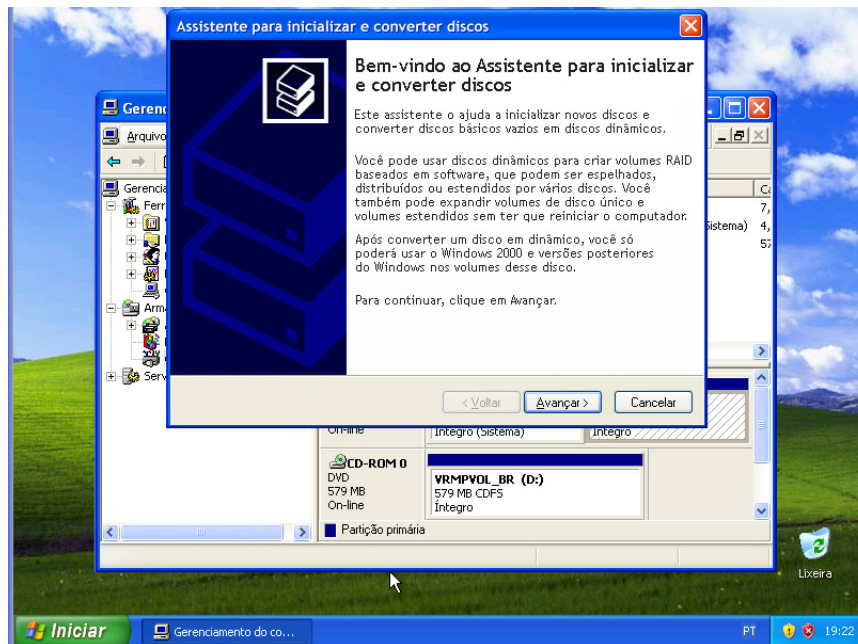 Assistente para inicializar e converter discos
Bem-vindo ao Assistente para inicializar
e converter discos
Este assistente o ajuda a inicializar novos discos e
converter discos básicos vazios em discos dinâmicos.
Você pode usar discos dinâmicos para criar volumes RAID
baseados em software, que podem ser espelhados,
distribuídos ou estendidos por vários discos. Você
também pode expandir volumes de disco único e
volumes estendidos sem ter que reiniciar o computador.
Após converter um disco em dinâmico, você só
poderá usar o Windows 2000 e versões posteriores
do Windows nos volumes desse disco.
Para continuar, clique em Avançar.
< Voltar
Avançar >
Cancelar
Gerenc
Arquivo
Gerencia
Ferr
Arm
Serv
Ca
7,
Sistema) 4,
57
On-line
Íntegro (Sistema)
Íntegro
CD-ROM 0
DVD
579 MB
On-line
VRMPVOL_BR (D:)
579 MB CDFS
Íntegro
Partição primária
Lixeira
Iniciar
Gerenciamento do co...
PT
19:22